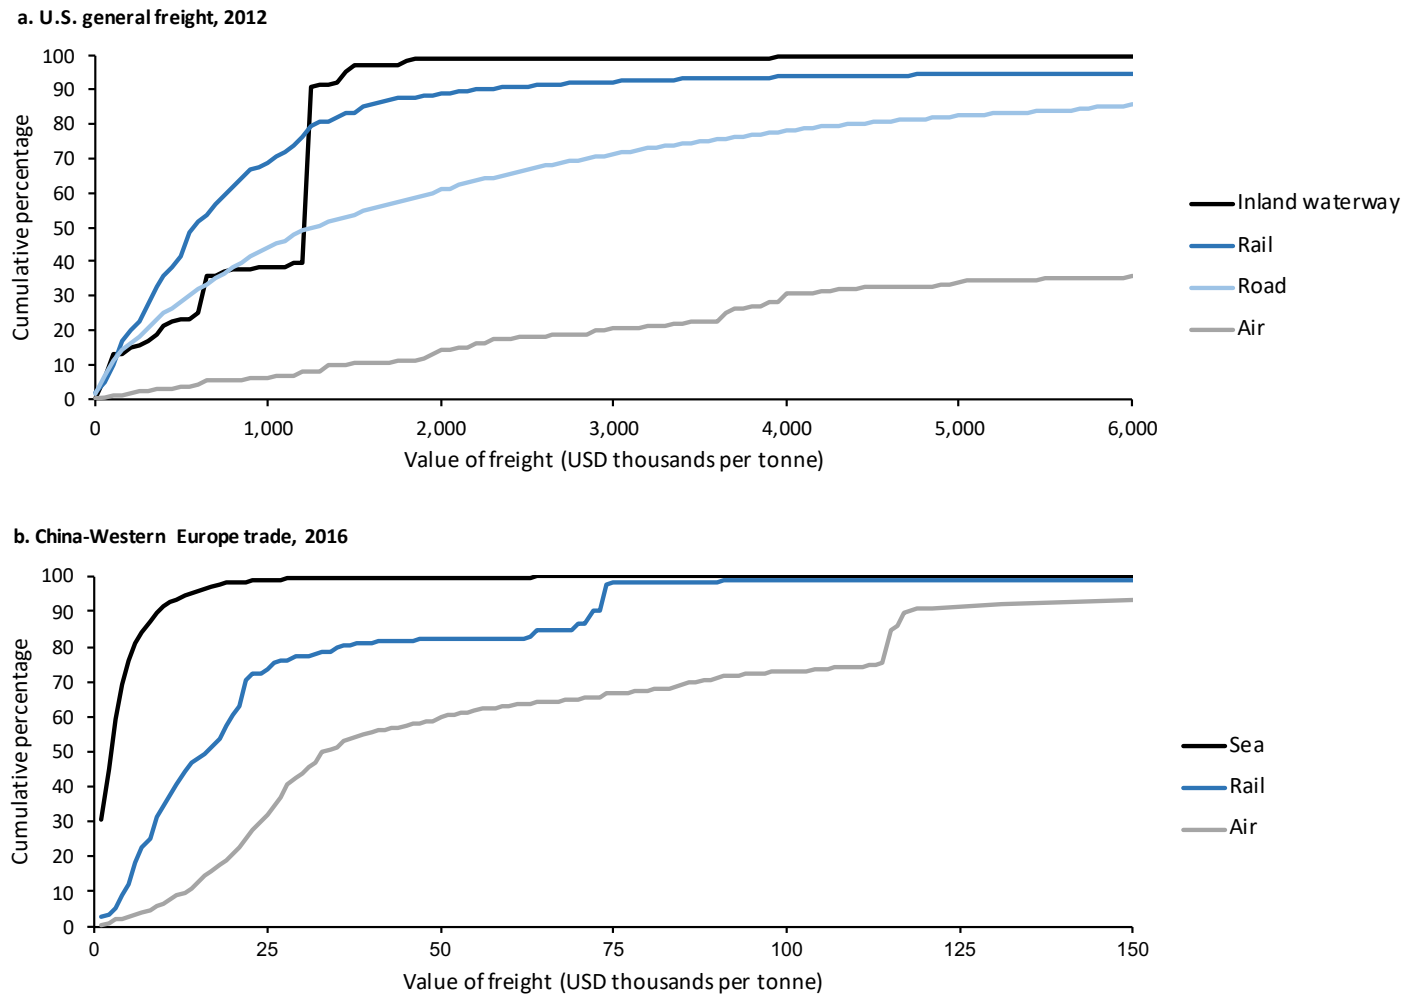 a. U.S. general freight, 2012
100
90
80
70
60
50
40
30
20
10
0
Cumulative percentage
0 1,000 2,000 3,000 4,000 5,000 6,000
Value of freight (USD thousands per tonne)
Inland waterway
Rail
Road
Air
b. China-Western Europe trade, 2016
100
90
80
70
60
50
40
30
20
10
0
Cumulative percentage
0 25 50 75 100 125 150
Value of freight (USD thousands per tonne)
Sea
Rail
Air